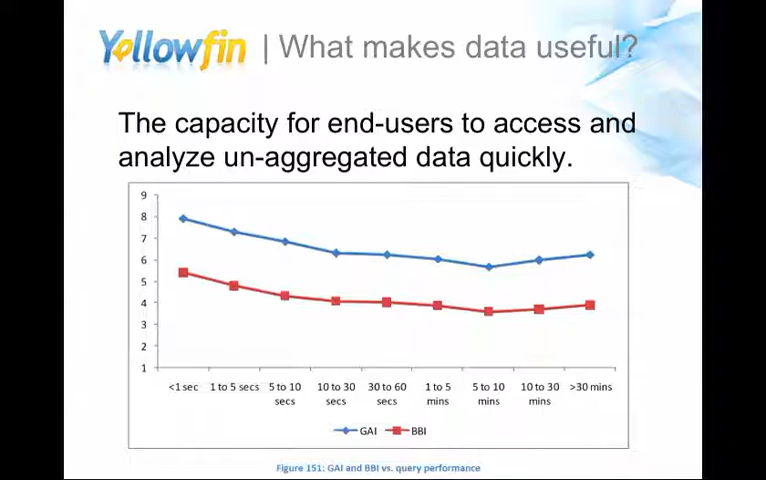 Yellowfin | What makes data useful?
The capacity for end-users to access and
analyze un-aggregated data quickly.
9
8
7
6
5
4
3
2
1
<1 sec 1 to 5 secs 5 to 10 10 to 30 30 to 60 1 to 5 5 to 10 10 to 30 >30 mins
secs secs secs mins mins mins
GAI BBI
Figure 151: GAI and BBI vs. query performance